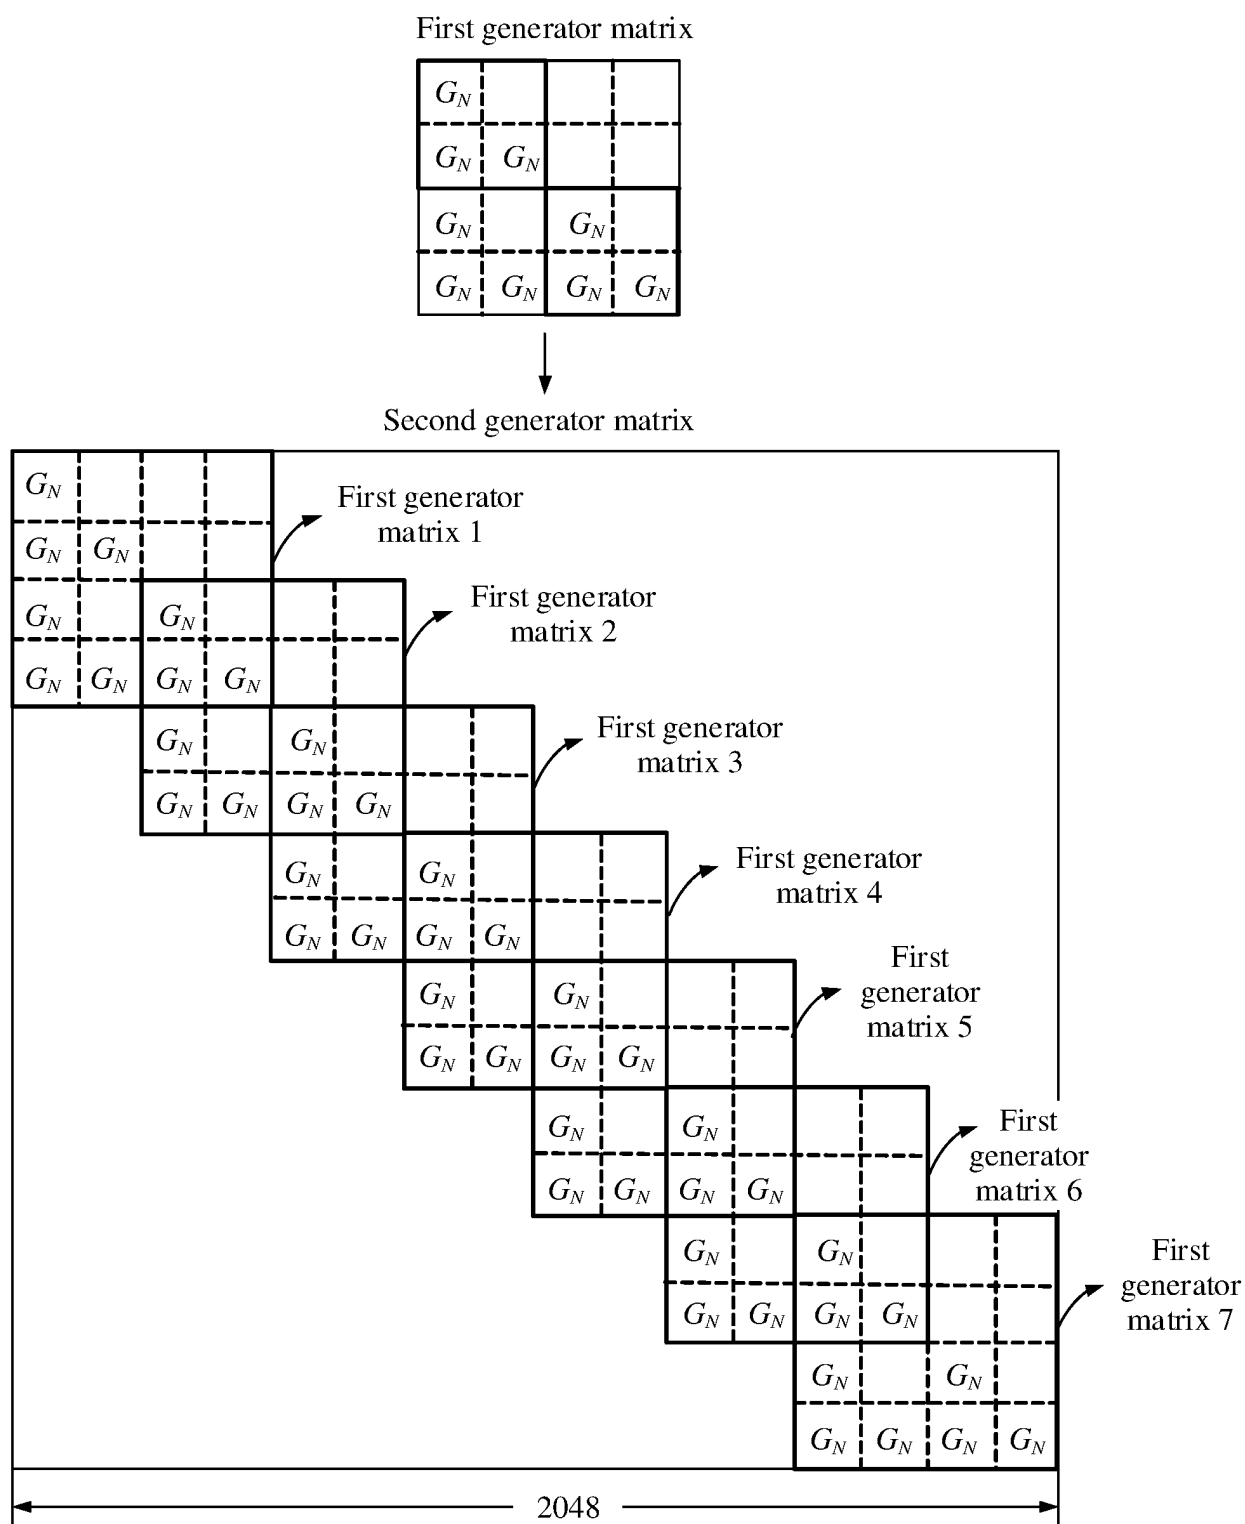 First generator matrix
G_N
G_N G_N
G_N G_N
G_N G_N G_N G_N
Second generator matrix
G_N
First generator
matrix 1
G_N G_N
First generator
matrix 2
G_N G_N
G_N G_N G_N G_N
First generator
matrix 3
G_N G_N
G_N G_N G_N G_N
First generator
matrix 4
G_N G_N
G_N G_N G_N G_N
First
generator
matrix 5
G_N G_N
G_N G_N G_N G_N
First
generator
matrix 6
G_N G_N
G_N G_N G_N G_N
First
generator
matrix 7
G_N G_N
G_N G_N G_N G_N
G_N G_N
G_N G_N G_N G_N
2048